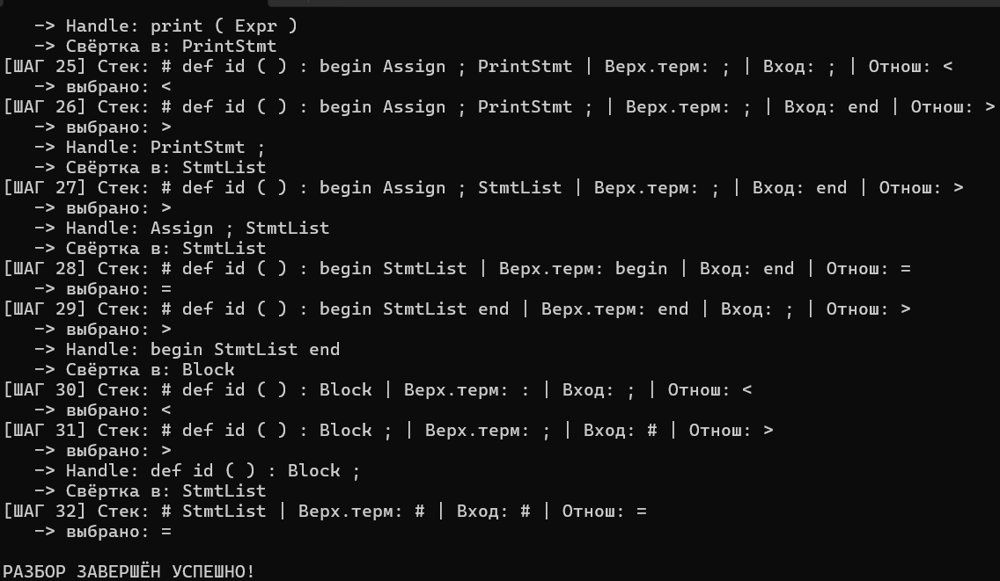 -> Handle: print ( Expr )
   -> Свёртка в: PrintStmt
[ШАГ 25] Стек: # def id ( ) : begin Assign ; PrintStmt | Верх.терм: ; | Вход: ; | Отнош: <
   -> выбрано: <
[ШАГ 26] Стек: # def id ( ) : begin Assign ; PrintStmt ; | Верх.терм: ; | Вход: end | Отнош: >
   -> выбрано: >
   -> Handle: PrintStmt ;
   -> Свёртка в: StmtList
[ШАГ 27] Стек: # def id ( ) : begin Assign ; StmtList | Верх.терм: ; | Вход: end | Отнош: >
   -> выбрано: >
   -> Handle: Assign ; StmtList
   -> Свёртка в: StmtList
[ШАГ 28] Стек: # def id ( ) : begin StmtList | Верх.терм: begin | Вход: end | Отнош: =
   -> выбрано: =
[ШАГ 29] Стек: # def id ( ) : begin StmtList end | Верх.терм: end | Вход: ; | Отнош: >
   -> выбрано: >
   -> Handle: begin StmtList end
   -> Свёртка в: Block
[ШАГ 30] Стек: # def id ( ) : Block | Верх.терм: : | Вход: ; | Отнош: <
   -> выбрано: <
[ШАГ 31] Стек: # def id ( ) : Block ; | Верх.терм: ; | Вход: # | Отнош: >
   -> выбрано: >
   -> Handle: def id ( ) : Block ;
   -> Свёртка в: StmtList
[ШАГ 32] Стек: # StmtList | Верх.терм: # | Вход: # | Отнош: =
   -> выбрано: =

РАЗБОР ЗАВЕРШЁН УСПЕШНО!